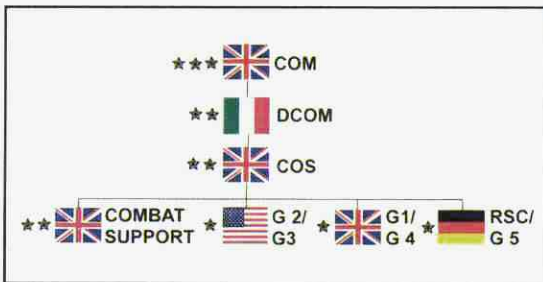 COM
DCOM
COS
COMBAT
SUPPORT
G 2/
G3
G1/
G 4
RSC/
G 5